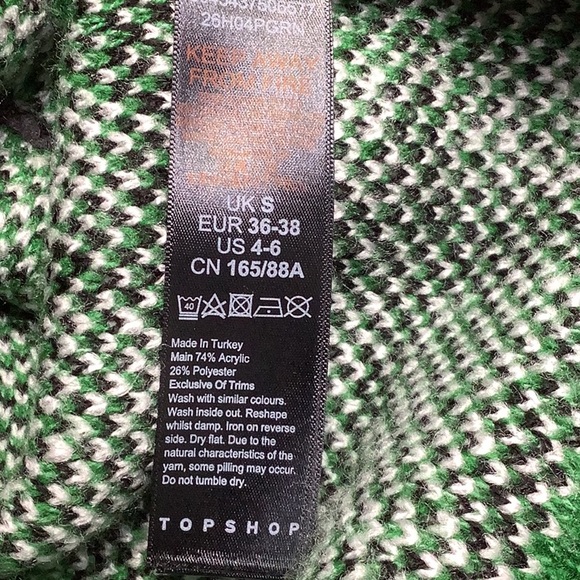 26H04PGRN
KEEP AWAY
FROM FIRE
UK S
EUR 36-38
US 4-6
CN 165/88A
40
Made in Turkey
Main 74% Acrylic
26% Polyester
Exclusive Of Trims
Wash with similar colours.
Wash inside out. Reshape
whilst damp. Iron on reverse
side. Dry flat. Due to the
natural characteristics of the
yarn, some pilling may occur.
Do not tumble dry.
TOPSHOP